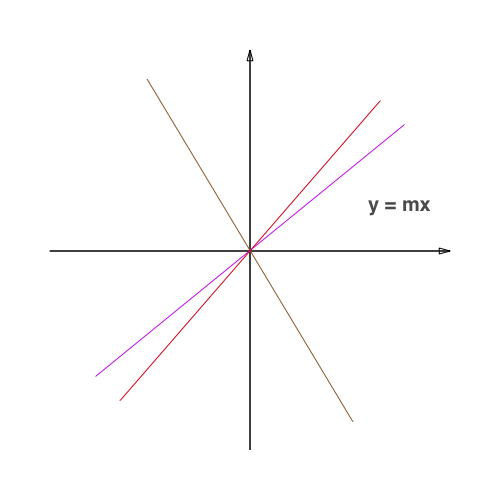 y = mx